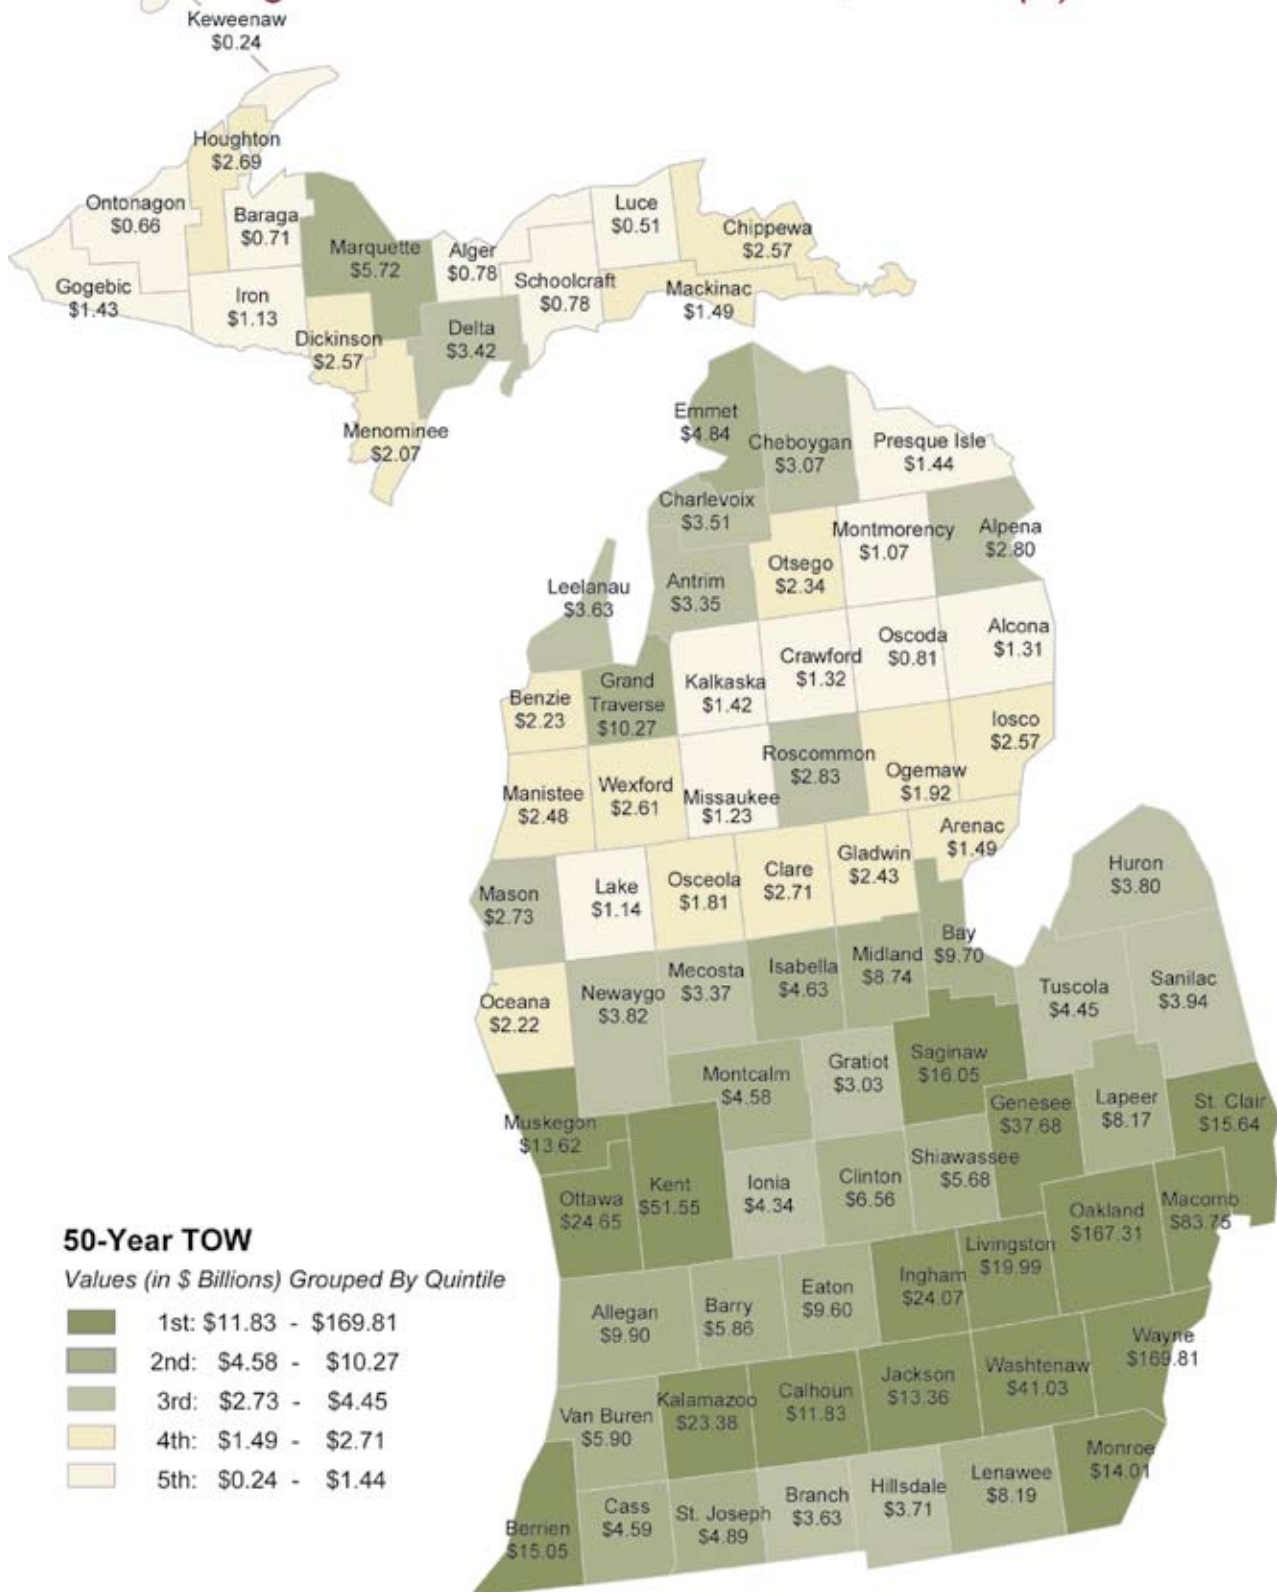 Keweenaw
$0.24
Houghton
$2.69
Ontonagon
$0.66
Baraga
$0.71
Marquette
$5.72
Alger
$0.78
Luce
$0.51
Chippewa
$2.57
Gogebic
$1.43
Iron
$1.13
Schoolcraft
$0.78
Mackinac
$1.49
Dickinson
$2.57
Delta
$3.42
Menominee
$2.07
Emmet
$4.84
Cheboygan
$3.07
Presque Isle
$1.44
Charlevoix
$3.51
Montmorency
$1.07
Alpena
$2.80
Otsego
$2.34
Antrim
$3.35
Leelanau
$3.63
Alcona
$1.31
Oscoda
$0.81
Crawford
$1.32
Kalkaska
$1.42
Grand
Traverse
$10.27
Benzie
$2.23
Iosco
$2.57
Roscommon
$2.83
Ogemaw
$1.92
Manistee
$2.48
Wexford
$2.61
Missaukee
$1.23
Arenac
$1.49
Gladwin
$2.43
Clare
$2.71
Osceola
$1.81
Lake
$1.14
Mason
$2.73
Huron
$3.80
Bay
$9.70
Midland
$8.74
Isabella
$4.63
Mecosta
$3.37
Newaygo
$3.82
Oceana
$2.22
Tuscola
$4.45
Sanilac
$3.94
Saginaw
$16.05
Gratiot
$3.03
Montcalm
$4.58
Genesee
$37.68
Lapeer
$8.17
St. Clair
$15.64
Muskegon
$13.62
Ottawa
$24.65
Kent
$51.55
Ionia
$4.34
Clinton
$6.56
Shiawassee
$5.68
Oakland
$167.31
Macomb
$83.75
Livingston
$19.99
Ingham
$24.07
Eaton
$9.60
Barry
$5.86
Allegan
$9.90
Wayne
$169.81
Washtenaw
$41.03
Jackson
$13.36
Calhoun
$11.83
Kalamazoo
$23.38
Van Buren
$5.90
Monroe
$14.01
Lenawee
$8.19
Hillsdale
$3.71
Branch
$3.63
St. Joseph
$4.89
Cass
$4.59
Berrien
$15.05
50-Year TOW
Values (in $ Billions) Grouped By Quintile
1st: $11.83 - $169.81
2nd: $4.58 - $10.27
3rd: $2.73 - $4.45
4th: $1.49 - $2.71
5th: $0.24 - $1.44